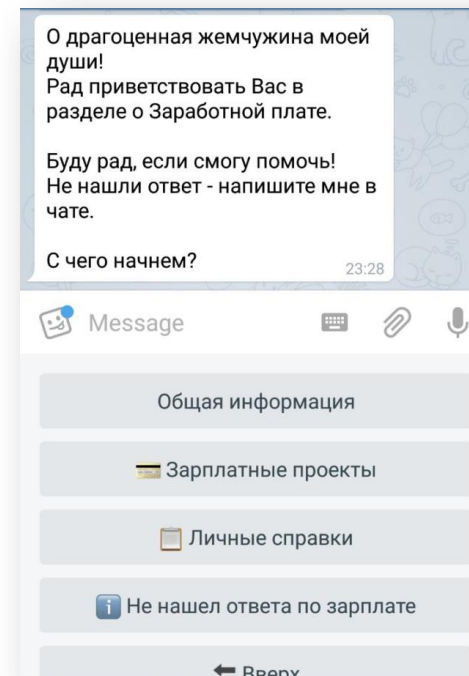 О драгоценная жемчужина моей
души!
Рад приветствовать Вас в
разделе о Заработной плате.
Буду рад, если смогу помочь!
Не нашли ответ - напишите мне в
чате.
С чего начнем?
23:28
Message
Общая информация
💳 Зарплатные проекты
📋 Личные справки
ℹ️ Не нашел ответа по зарплате
⬅ Вверх